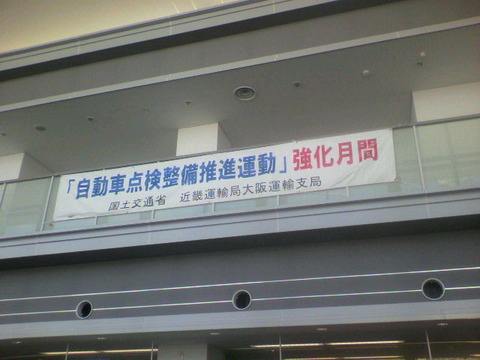 「自動車点検整備推進運動」強化月間
国土交通省 近畿運輸局大阪運輸支局